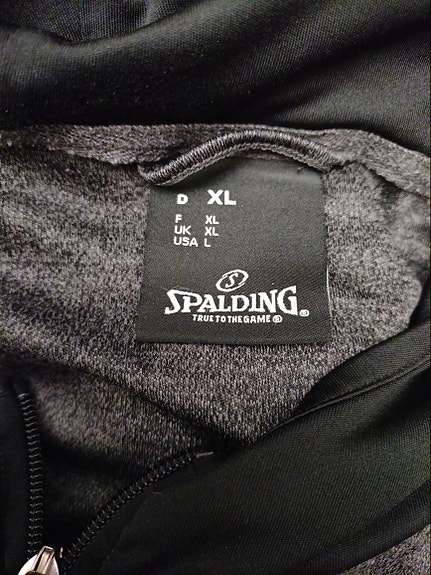 D XL
F XL
UK XL
USA L
S
SPALDING®
TRUE TO THE GAME®